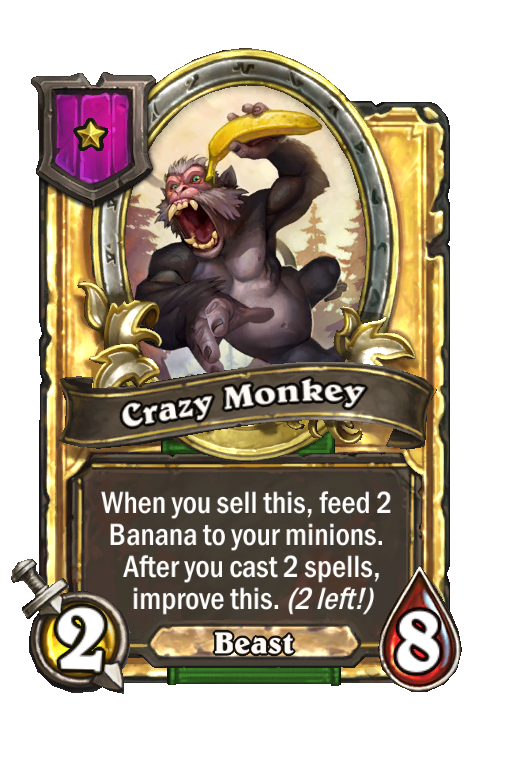 Crazy Monkey
When you sell this, feed 2
Banana to your minions.
After you cast 2 spells,
improve this. (2 left!)
2
Beast
8